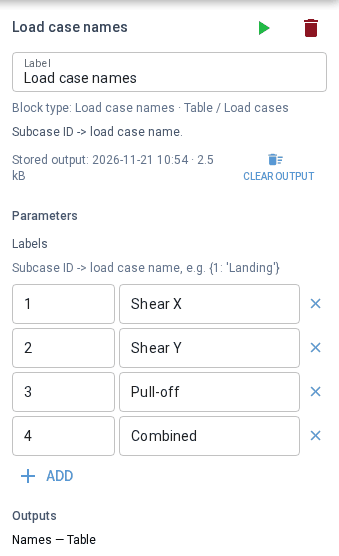 Load case names
Label
Load case names
Block type: Load case names · Table / Load cases
Subcase ID -> load case name.
Stored output: 2026-11-21 10:54 · 2.5
kB
CLEAR OUTPUT
Parameters
Labels
Subcase ID -> load case name, e.g. {1: 'Landing'}
1 Shear X
2 Shear Y
3 Pull-off
4 Combined
ADD
Outputs
Names — Table